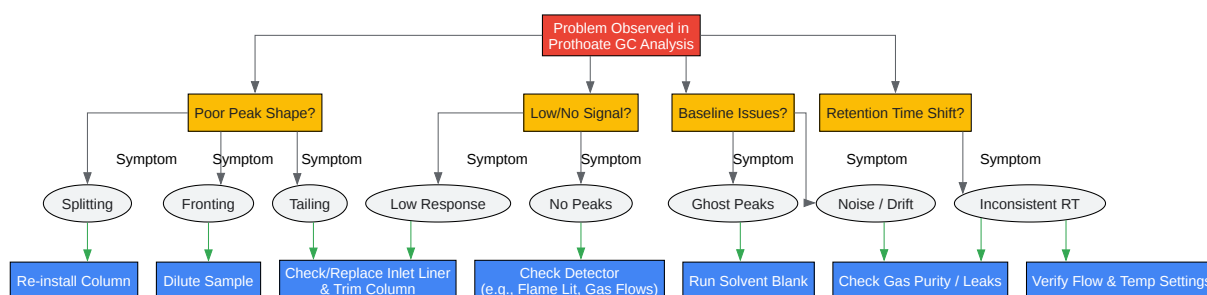 Problem Observed in
Prothoate GC Analysis
Poor Peak Shape?
Low/No Signal?
Baseline Issues?
Retention Time Shift?
Symptom
Symptom
Symptom
Symptom
Symptom
Symptom
Symptom
Splitting
Fronting
Tailing
Low Response
No Peaks
Ghost Peaks
Noise / Drift
Inconsistent RT
Re-install Column
Dilute Sample
Check/Replace Inlet Liner
& Trim Column
Check Detector
(e.g., Flame Lit, Gas Flows)
Run Solvent Blank
Check Gas Purity / Leaks
Verify Flow & Temp Settings